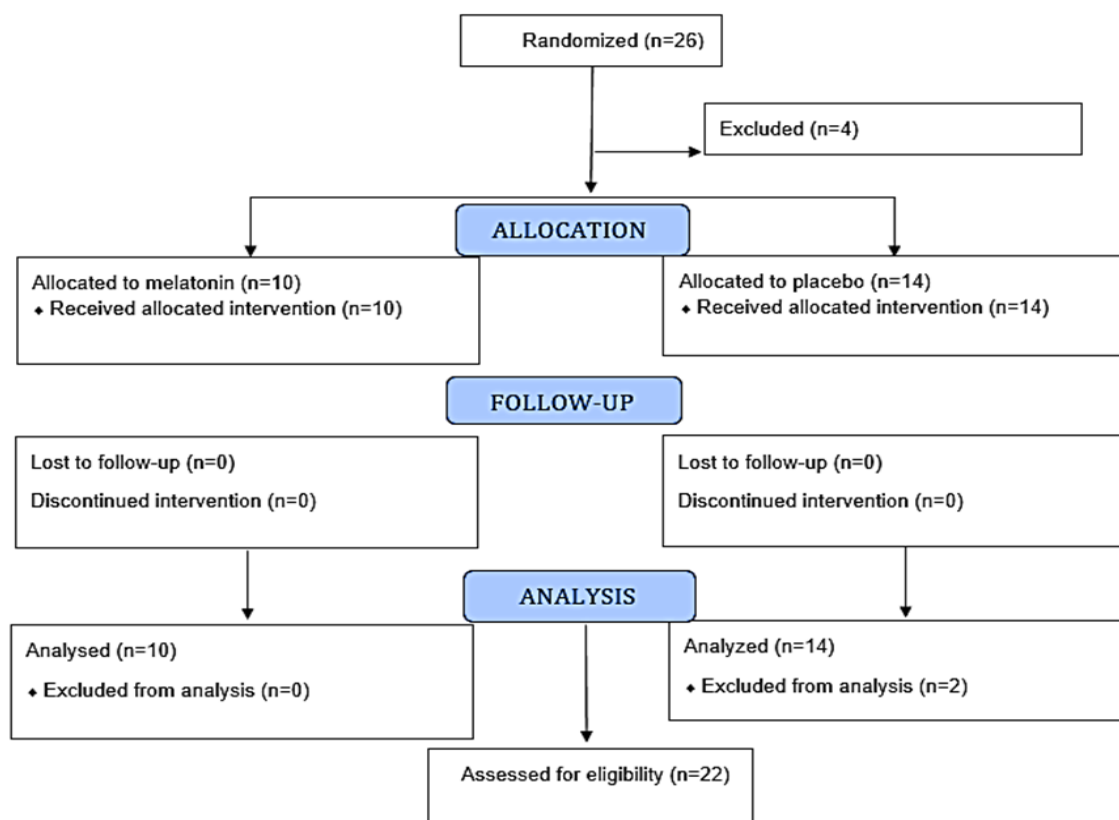 Randomized (n=26)
Excluded (n=4)
ALLOCATION
Allocated to melatonin (n=10)
⬥ Received allocated intervention (n=10)
Allocated to placebo (n=14)
⬥ Received allocated intervention (n=14)
FOLLOW-UP
Lost to follow-up (n=0)
Discontinued intervention (n=0)
Lost to follow-up (n=0)
Discontinued intervention (n=0)
ANALYSIS
Analysed (n=10)
⬥ Excluded from analysis (n=0)
Analyzed (n=14)
⬥ Excluded from analysis (n=2)
Assessed for eligibility (n=22)